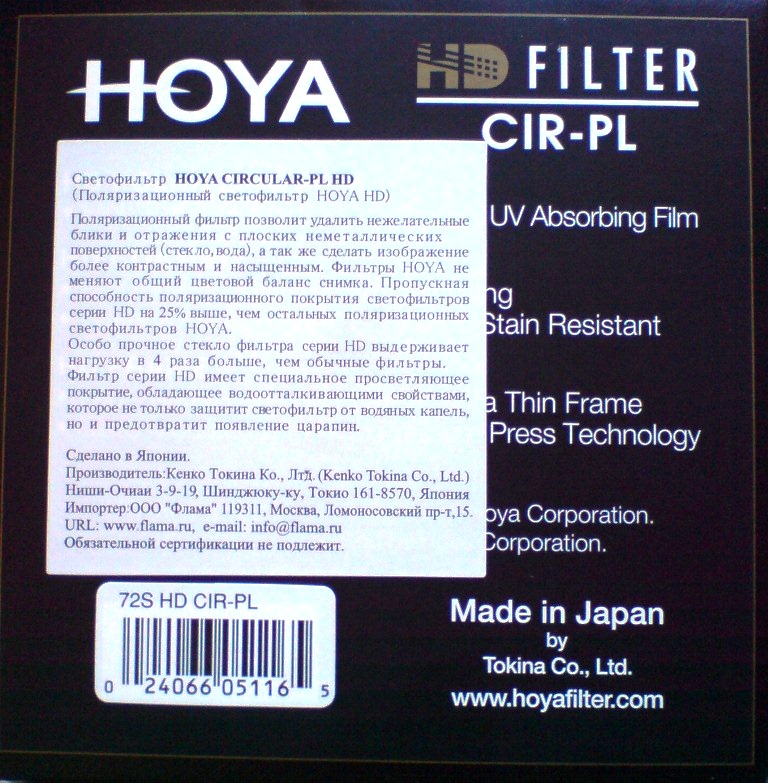 HOYA
HD FILTER
CIR-PL
Светофильтр HOYA CIRCULAR-PL HD
(Поляризационный светофильтр HOYA HD)
Поляризационный фильтр позволит удалить нежелательные
блики и отражения с плоских неметаллических
поверхностей (стекло, вода), а так же сделать изображение
более контрастным и насыщенным. Фильтры HOYA не
меняют общий цветовой баланс снимка. Пропускная
способность поляризационного покрытия светофильтров
серии HD на 25% выше, чем остальных поляризационных
светофильтров HOYA.
Особо прочное стекло фильтра серии HD выдерживает
нагрузку в 4 раза больше, чем обычные фильтры.
Фильтр серии HD имеет специальное просветляющее
покрытие, обладающее водоотталкивающими свойствами,
которое не только защитит светофильтр от водяных капель,
но и предотвратит появление царапин.
Сделано в Японии.
Производитель:Кенко Токина Ко., Лтд. (Kenko Tokina Co., Ltd.)
Ниши-Очиаи 3-9-19, Шинджюку-ку, Токио 161-8570, Япония
Импортер:ООО "Флама" 119311, Москва, Ломоносовский пр-т,15.
URL: www.flama.ru, e-mail: info@flama.ru
Обязательной сертификации не подлежит.
UV Absorbing Film
ng
Stain Resistant
a Thin Frame
Press Technology
oya Corporation.
Corporation.
72S HD CIR-PL
0 24066 05116 5
Made in Japan
by
Tokina Co., Ltd.
www.hoyafilter.com